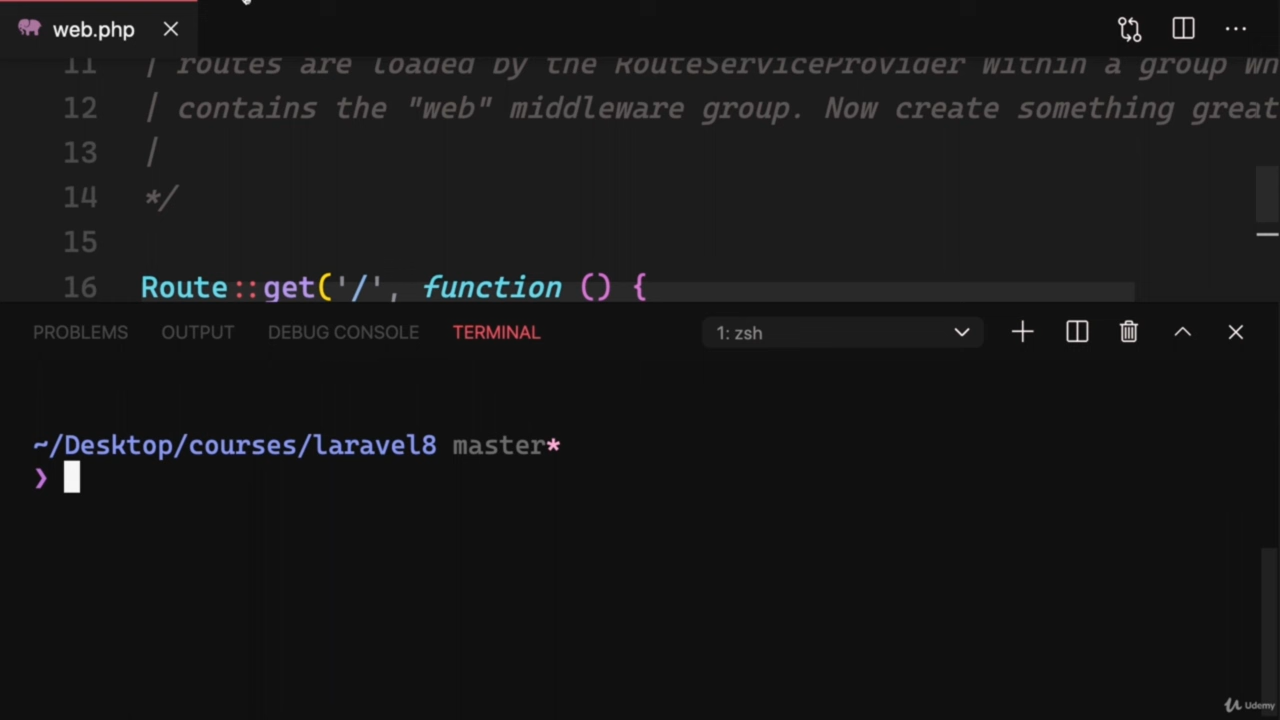 web.php
11 | routes are loaded by the RouteServiceProvider within a group wh
12 | contains the "web" middleware group. Now create something great
13 |
14 */
15
16 Route::get('/', function () {
PROBLEMS OUTPUT DEBUG CONSOLE TERMINAL 1: zsh
~/Desktop/courses/laravel8 master*
❯
Udemy